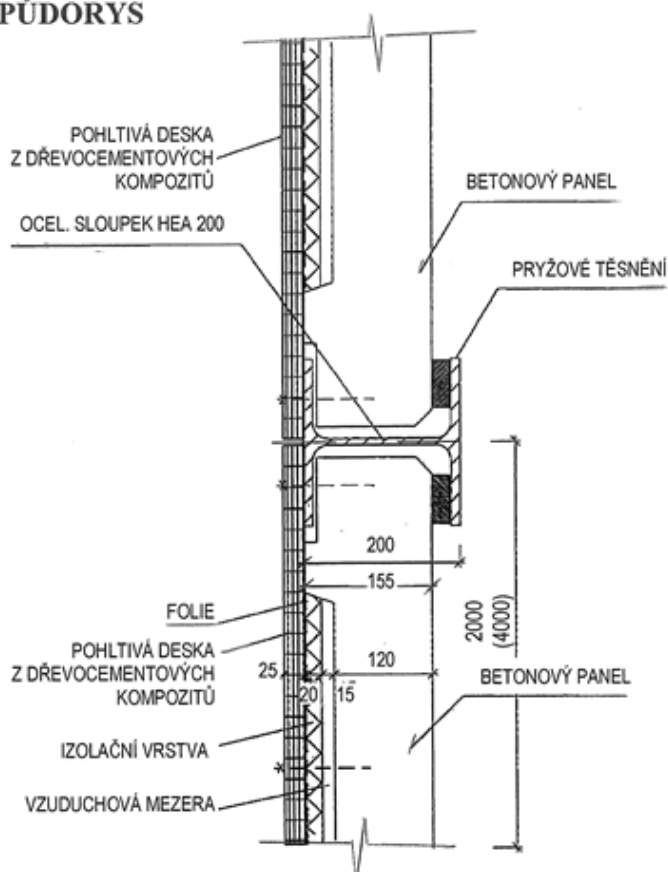 PŮDORYS
POHLTIVÁ DESKA
Z DŘEVOCEMENTOVÝCH
KOMPOZITŮ
BETONOVÝ PANEL
OCEL. SLOUPEK HEA 200
PRYŽOVÉ TĚSNĚNÍ
200
155
2000
(4000)
FOLIE
POHLTIVÁ DESKA
Z DŘEVOCEMENTOVÝCH
KOMPOZITŮ
25
20
15
120
BETONOVÝ PANEL
IZOLAČNÍ VRSTVA
VZUDUCHOVÁ MEZERA